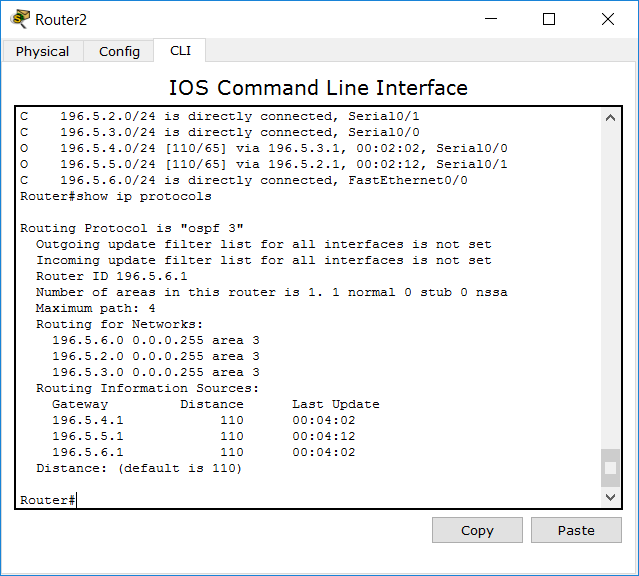 Router2
Physical Config CLI
IOS Command Line Interface
C    196.5.2.0/24 is directly connected, Serial0/1
C    196.5.3.0/24 is directly connected, Serial0/0
O    196.5.4.0/24 [110/65] via 196.5.3.1, 00:02:02, Serial0/0
O    196.5.5.0/24 [110/65] via 196.5.2.1, 00:02:12, Serial0/1
C    196.5.6.0/24 is directly connected, FastEthernet0/0
Router#show ip protocols
Routing Protocol is "ospf 3"
  Outgoing update filter list for all interfaces is not set
  Incoming update filter list for all interfaces is not set
  Router ID 196.5.6.1
  Number of areas in this router is 1. 1 normal 0 stub 0 nssa
  Maximum path: 4
  Routing for Networks:
    196.5.6.0 0.0.0.255 area 3
    196.5.2.0 0.0.0.255 area 3
    196.5.3.0 0.0.0.255 area 3
  Routing Information Sources:
    Gateway         Distance      Last Update
    196.5.4.1            110      00:04:02
    196.5.5.1            110      00:04:12
    196.5.6.1            110      00:04:02
  Distance: (default is 110)
Router#
Copy Paste